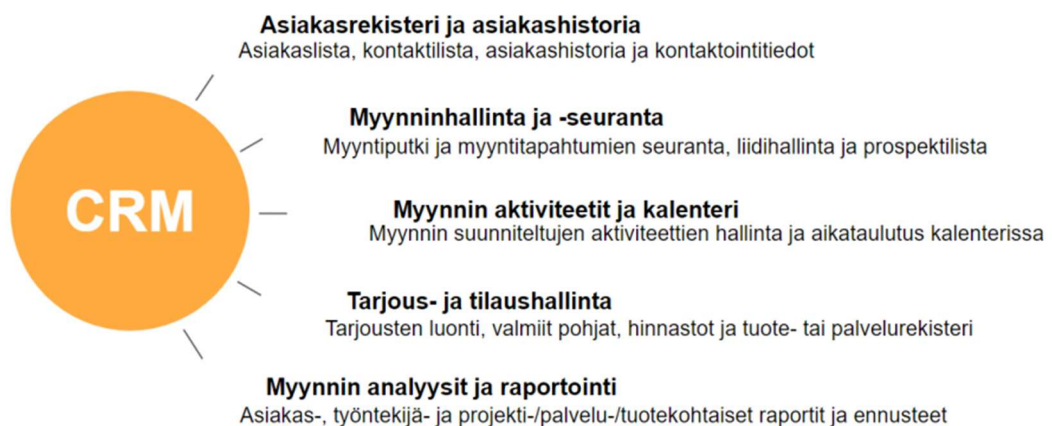 Asiakasrekisteri ja asiakashistoria
Asiakaslista, kontaktilista, asiakashistoria ja kontaktointitiedot
Myynninhallinta ja -seuranta
Myyntiputki ja myyntitapahtumien seuranta, liidihallinta ja prospektilista
CRM
Myynnin aktiviteetit ja kalenteri
Myynnin suunniteltujen aktiviteettien hallinta ja aikataulutus kalenterissa
Tarjous- ja tilaushallinta
Tarjousten luonti, valmiit pohjat, hinnastot ja tuote- tai palvelurekisteri
Myynnin analyysit ja raportointi
Asiakas-, työntekijä- ja projekti-/palvelu-/tuotekohtaiset raportit ja ennusteet